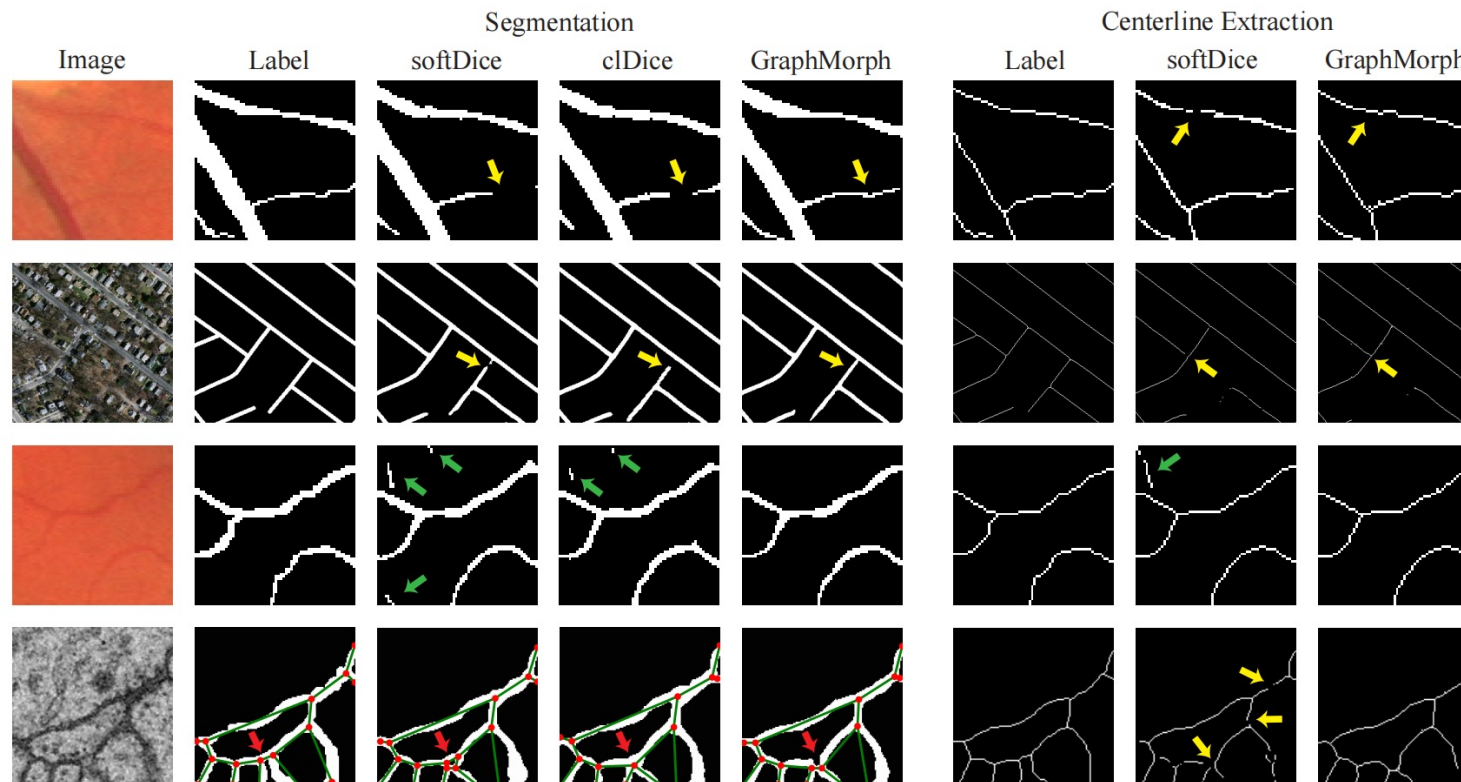 Segmentation
Centerline Extraction
Image
Label
softDice
clDice
GraphMorph
Label
softDice
GraphMorph